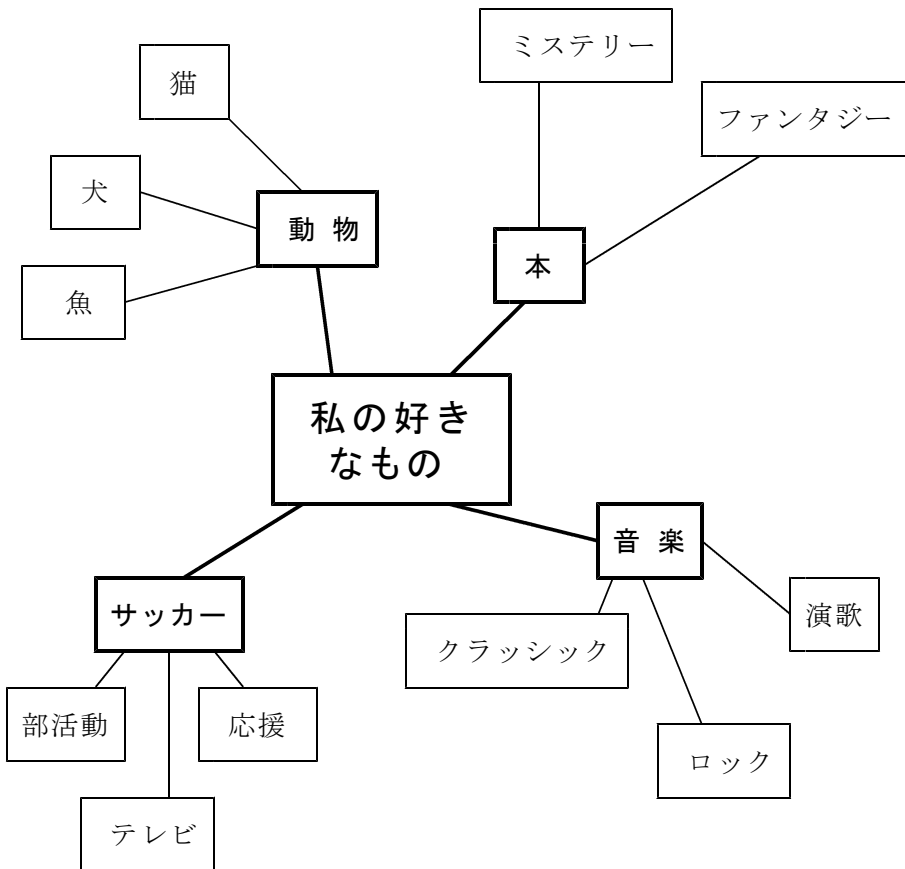 ミステリー
猫
ファンタジー
犬
動 物
本
魚
私の好き
なもの
音 楽
サッカー
演歌
クラッシック
部活動
応援
ロック
テレビ